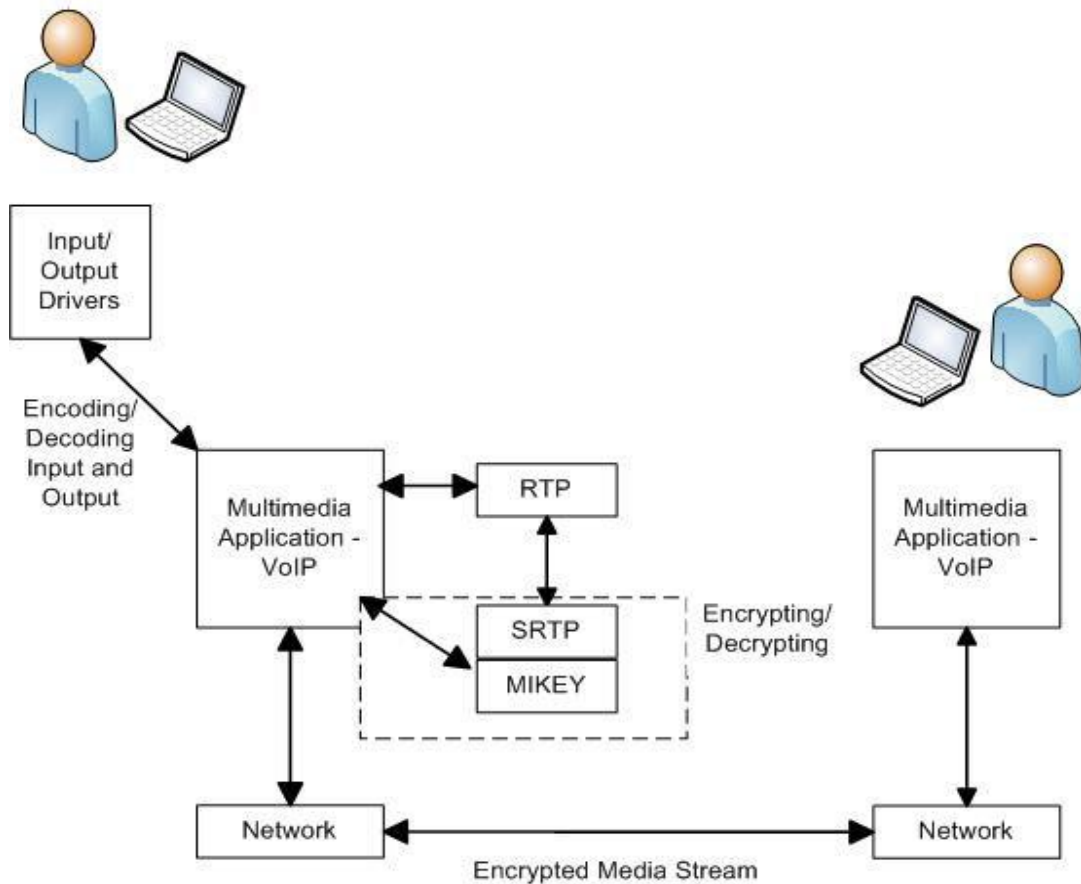 Input/
Output
Drivers
Encoding/
Decoding
Input and
Output
Multimedia
Application -
VoIP
RTP
SRTP
MIKEY
Encrypting/
Decrypting
Multimedia
Application -
VoIP
Network
Encrypted Media Stream
Network